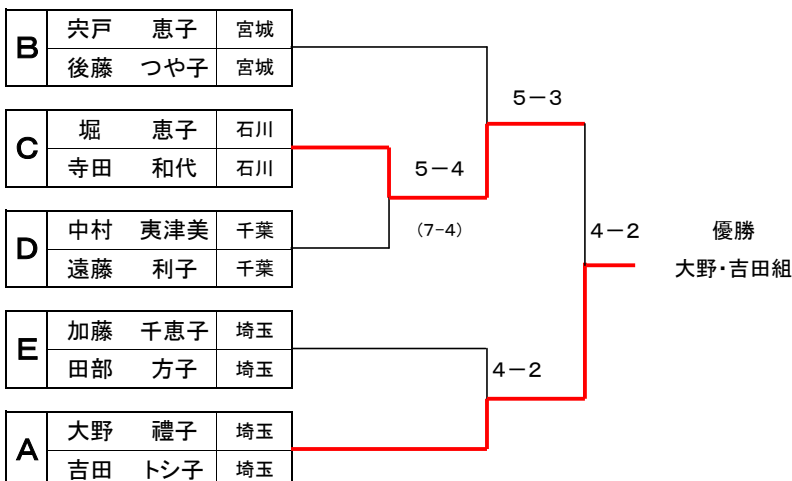 B
宍戸 恵子 宮城
後藤 つや子 宮城
5－3
C
堀 恵子 石川
寺田 和代 石川
5－4
(7-4)
D
中村 夷津美 千葉
遠藤 利子 千葉
4－2
優勝
大野・吉田組
E
加藤 千恵子 埼玉
田部 方子 埼玉
4－2
A
大野 禮子 埼玉
吉田 トシ子 埼玉